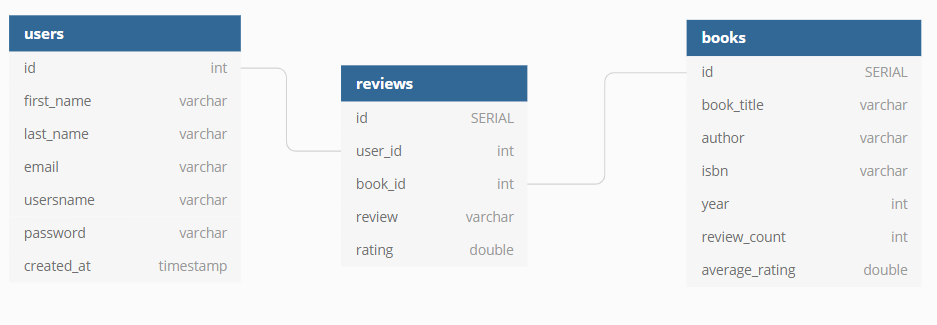 users
id int
first_name varchar
last_name varchar
email varchar
usersname varchar
password varchar
created_at timestamp
reviews
id SERIAL
user_id int
book_id int
review varchar
rating double
books
id SERIAL
book_title varchar
author varchar
isbn varchar
year int
review_count int
average_rating double